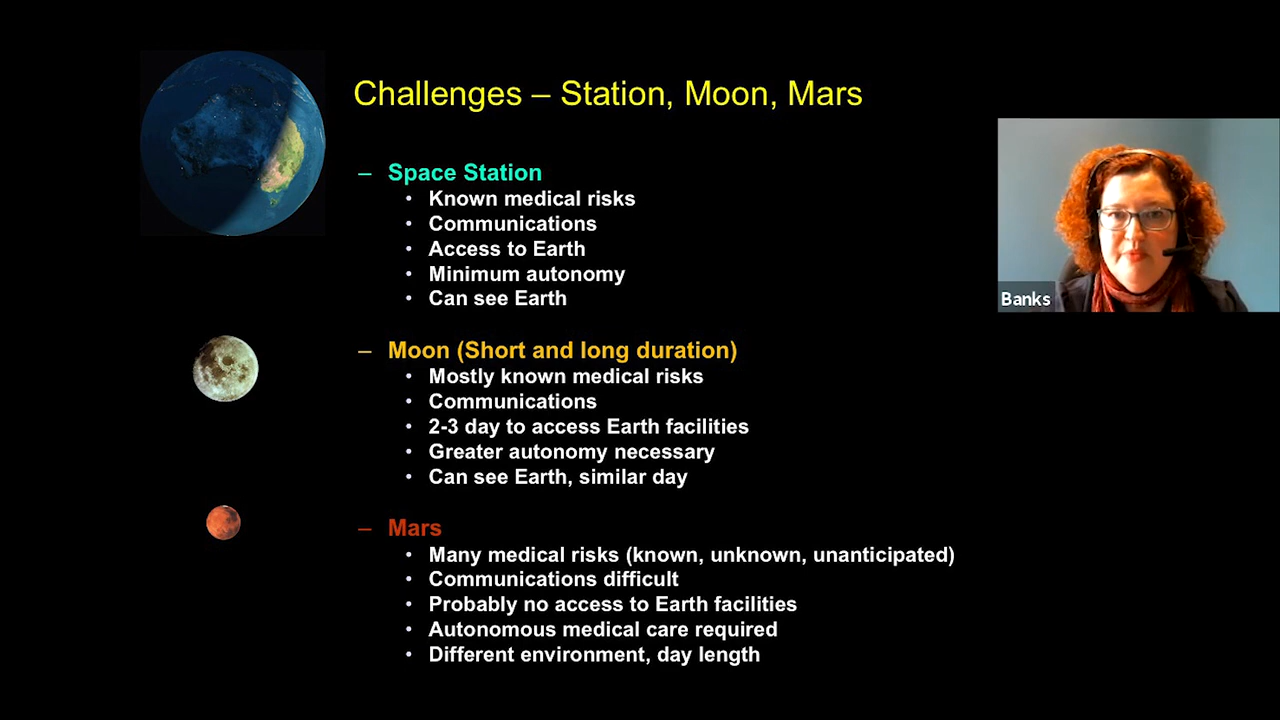 Challenges – Station, Moon, Mars
– Space Station
• Known medical risks
• Communications
• Access to Earth
• Minimum autonomy
• Can see Earth
– Moon (Short and long duration)
• Mostly known medical risks
• Communications
• 2-3 day to access Earth facilities
• Greater autonomy necessary
• Can see Earth, similar day
– Mars
• Many medical risks (known, unknown, unanticipated)
• Communications difficult
• Probably no access to Earth facilities
• Autonomous medical care required
• Different environment, day length
Banks